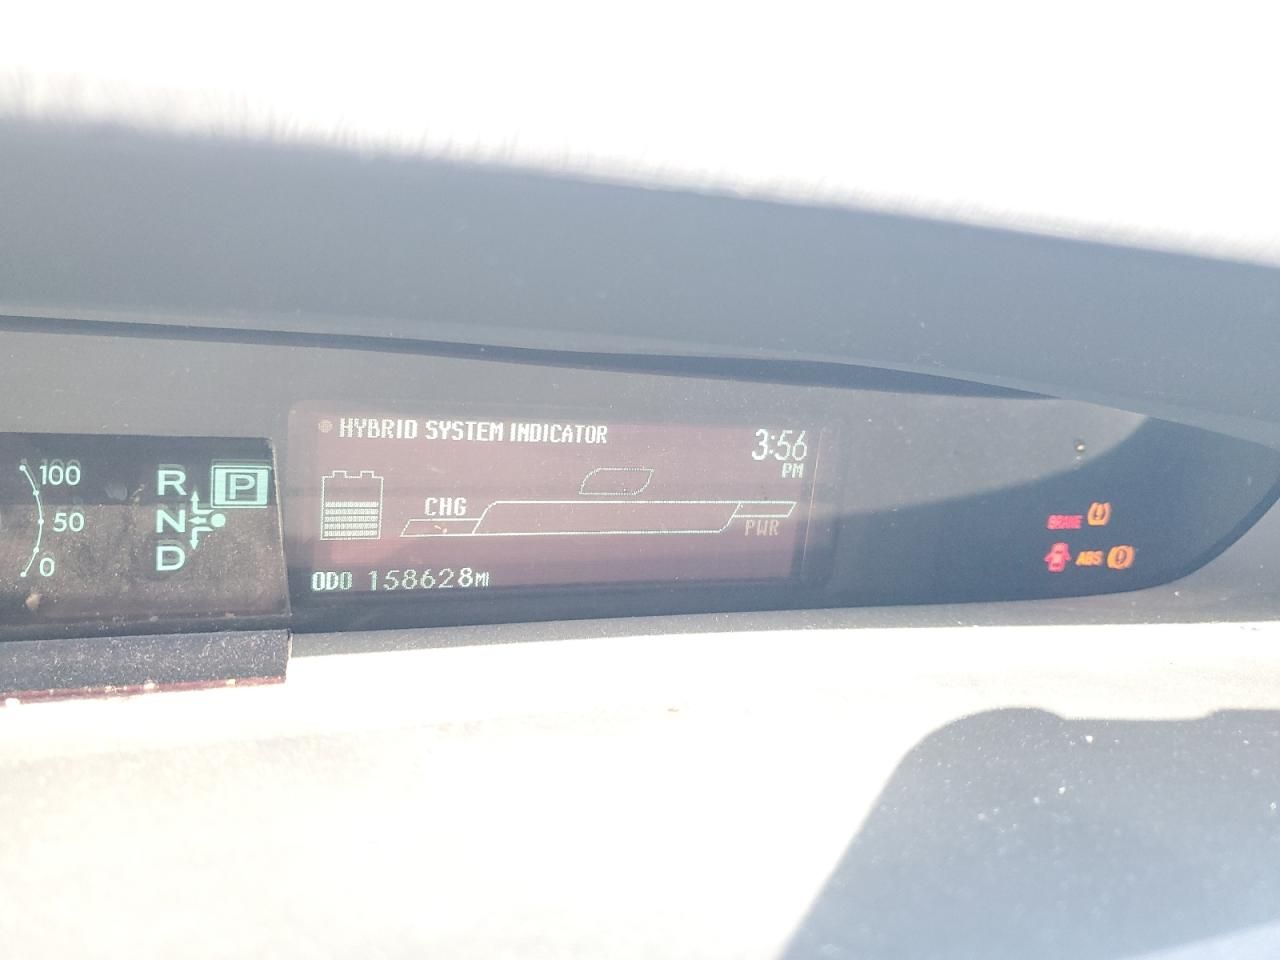 HYBRID SYSTEM INDICATOR
3:56
PM
100
R P
CHG
50
N
PWR
BRAKE
0
D
ABS
ODO 158628MI